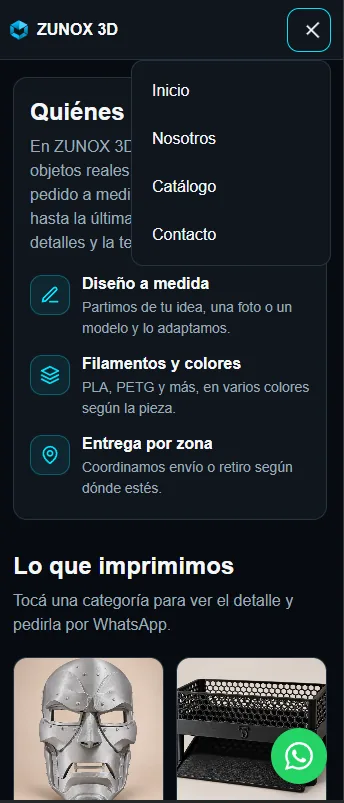 ZUNOX 3D
Inicio
Nosotros
Catálogo
Contacto
Quiénes
En ZUNOX 3D
objetos reales
pedido a medi
hasta la última
detalles y la te
Diseño a medida
Partimos de tu idea, una foto o un
modelo y lo adaptamos.
Filamentos y colores
PLA, PETG y más, en varios colores
según la pieza.
Entrega por zona
Coordinamos envío o retiro según
dónde estés.
Lo que imprimimos
Tocá una categoría para ver el detalle y
pedirla por WhatsApp.